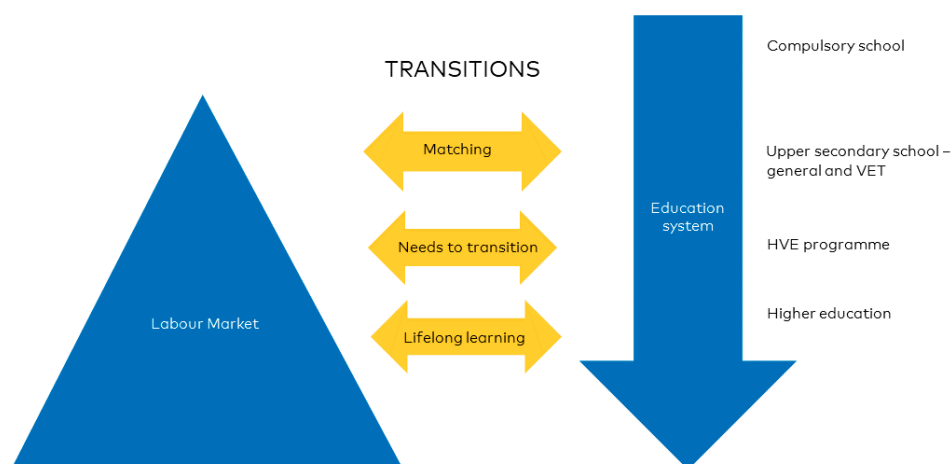 TRANSITIONS
Matching
Needs to transition
Lifelong learning
Labour Market
Education
system
Compulsory school
Upper secondary school –
general and VET
HVE programme
Higher education